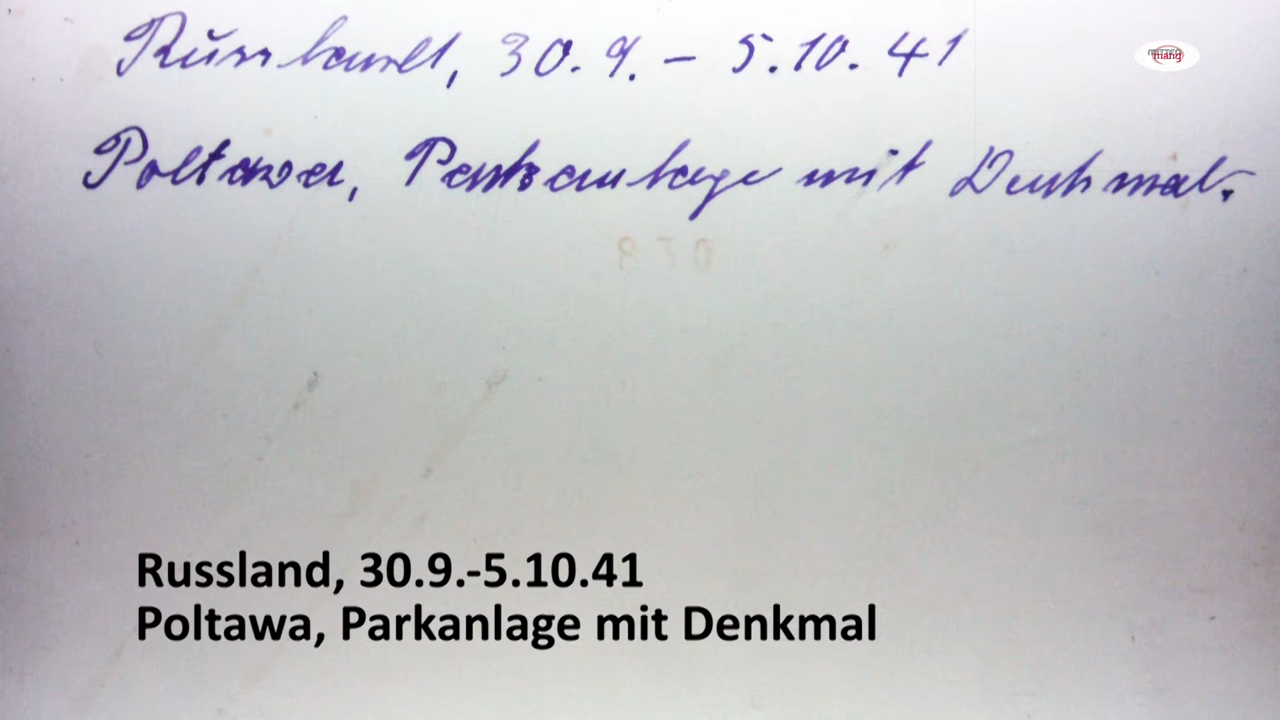 Russland, 30.9. – 5.10.41
Poltawa, Parkanlage mit Denkmal.
870
Russland, 30.9.-5.10.41
Poltawa, Parkanlage mit Denkmal